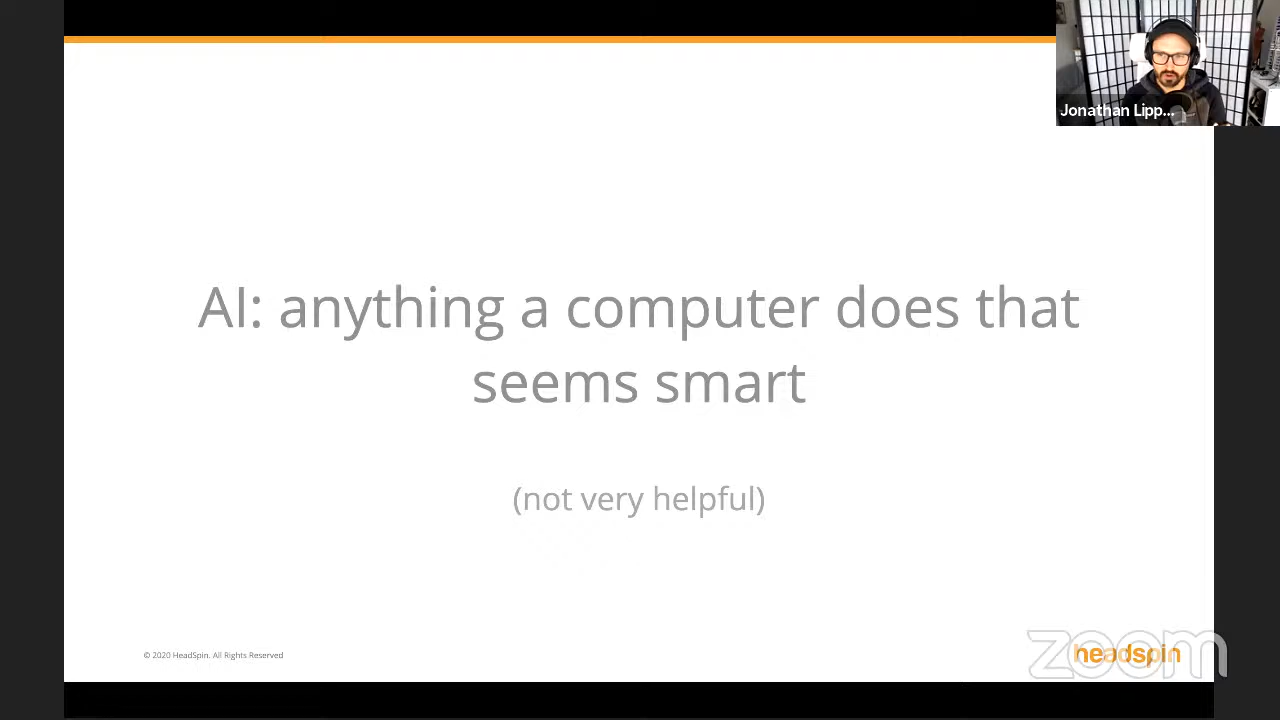 Jonathan Lipp...
AI: anything a computer does that
seems smart
(not very helpful)
© 2020 HeadSpin. All Rights Reserved
headspin
zoom